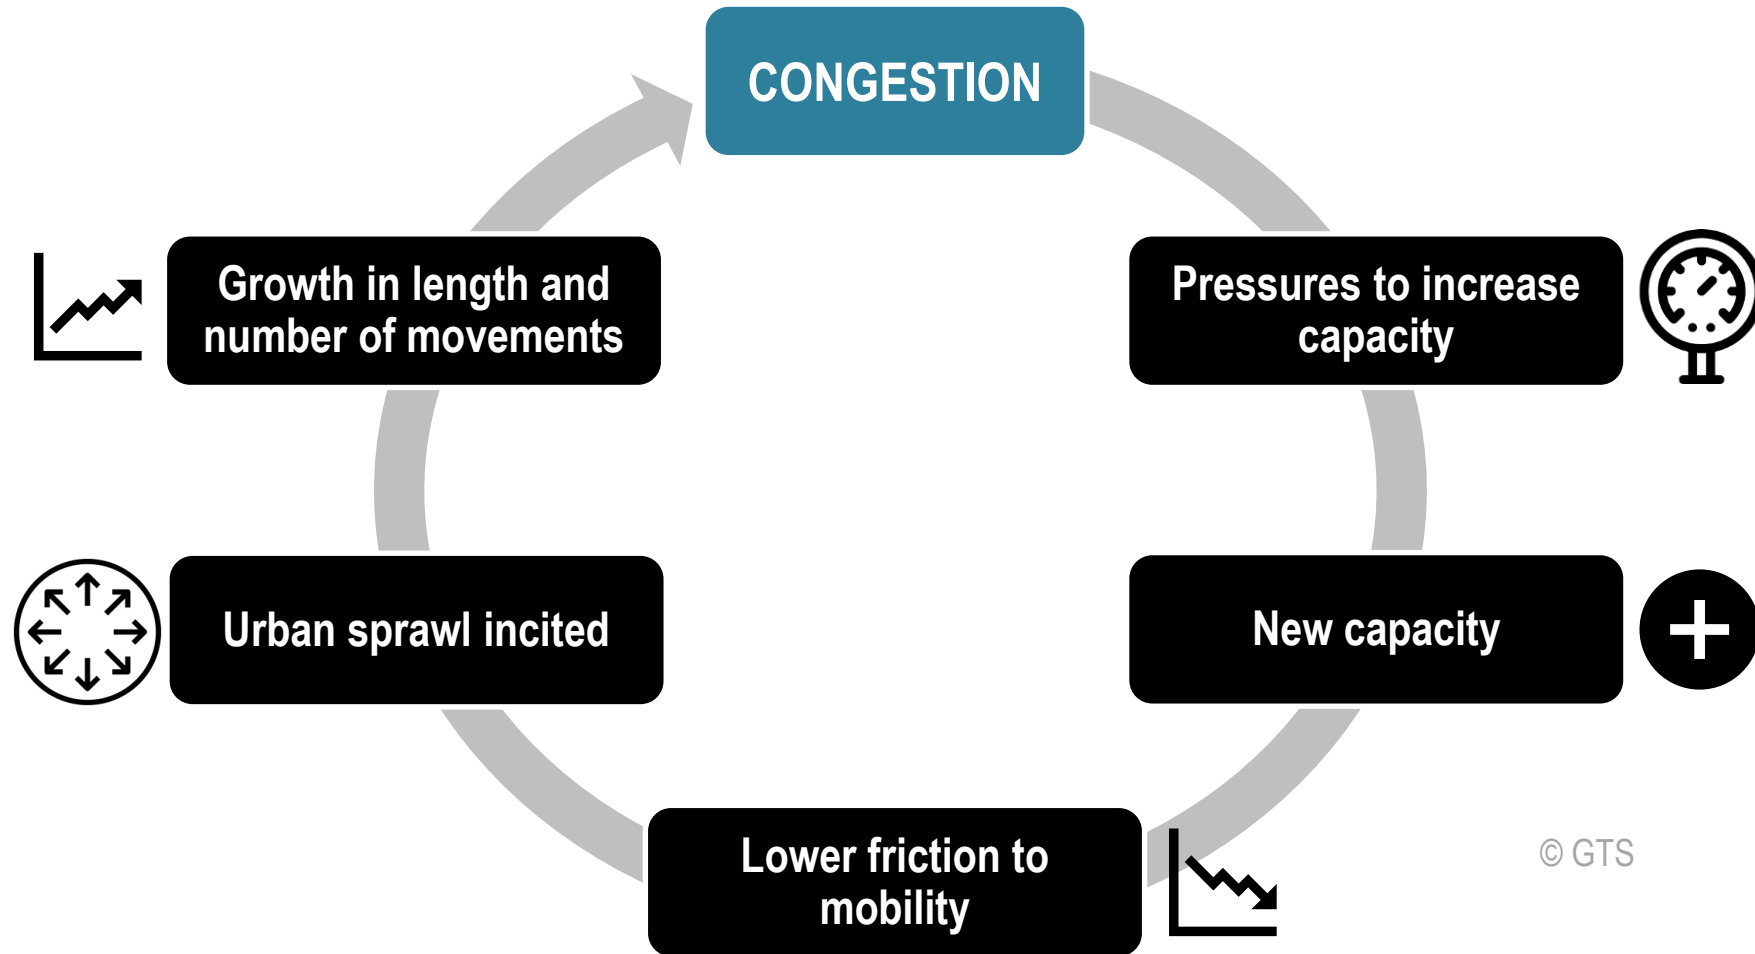 CONGESTION
Pressures to increase
capacity
New capacity
Lower friction to
mobility
Urban sprawl incited
Growth in length and
number of movements
© GTS